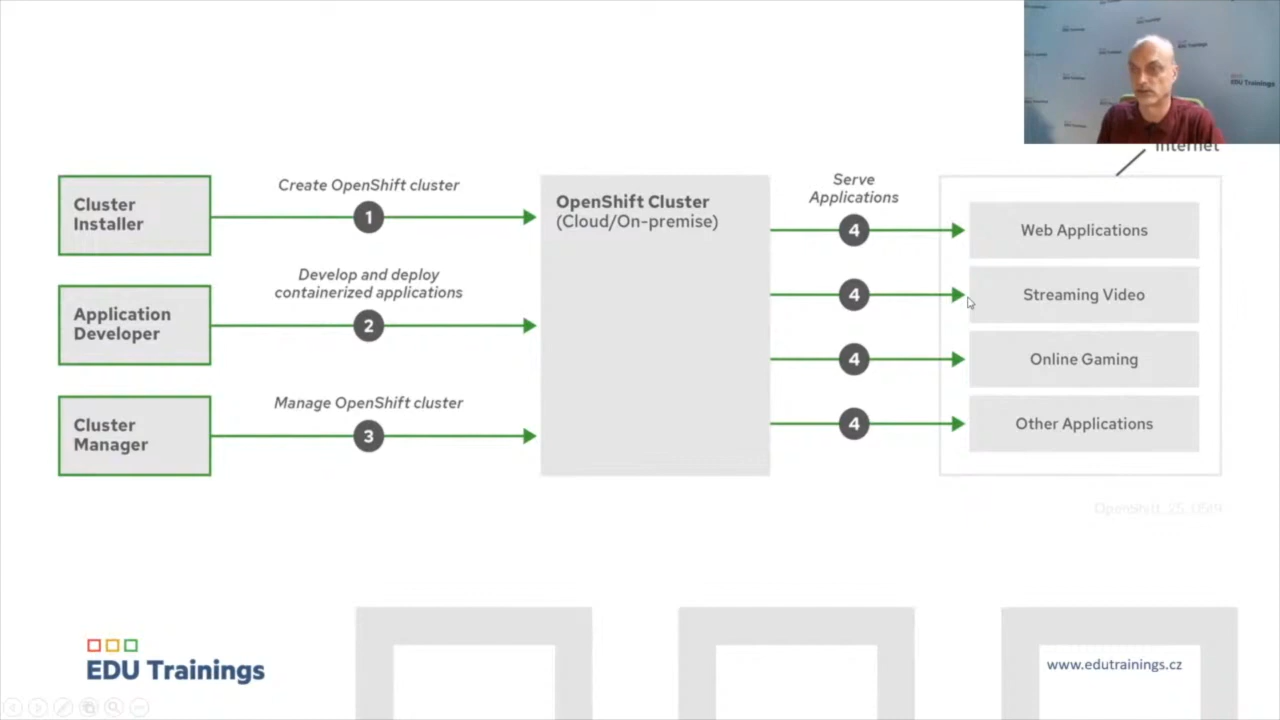 EDU Trainings
Internet
Cluster
Installer
Create OpenShift cluster
1
OpenShift Cluster
(Cloud/On-premise)
Serve
Applications
4
Web Applications
Application
Developer
Develop and deploy
containerized applications
2
4
Streaming Video
4
Online Gaming
Cluster
Manager
Manage OpenShift cluster
3
4
Other Applications
EDU Trainings
www.edutrainings.cz